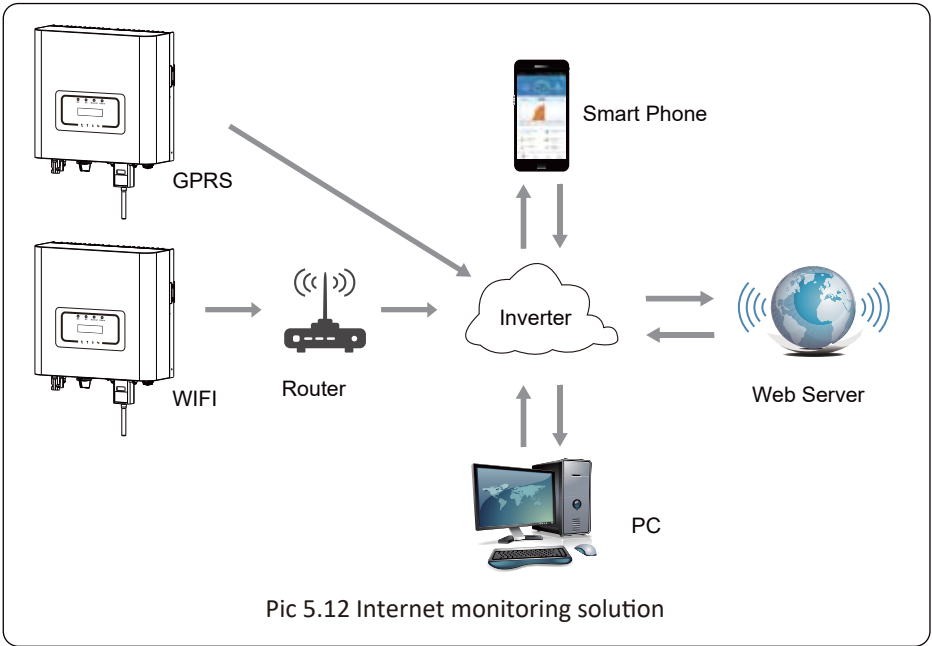 Smart Phone
GPRS
Inverter
WIFI
Router
Web Server
PC
Pic 5.12 Internet monitoring solution